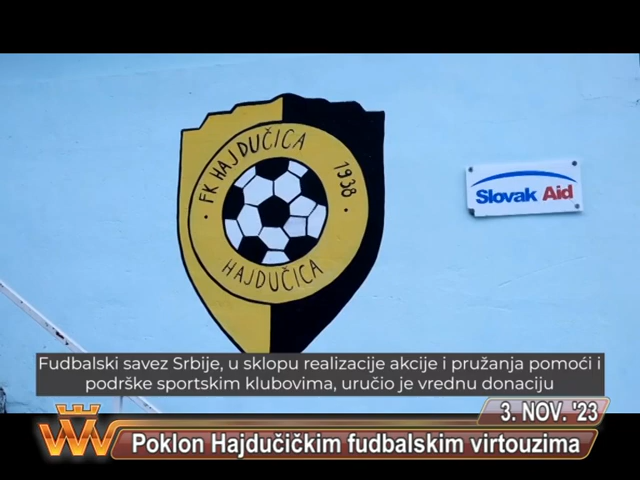 FK HAJDUČICA 1938.
HAJDUČICA
Slovak Aid
Fudbalski savez Srbije, u sklopu realizacije akcije i pružanja pomoći i
podrške sportskim klubovima, uručio je vrednu donaciju
3. NOV. '23
Poklon Hajdučičkim fudbalskim virtouzima